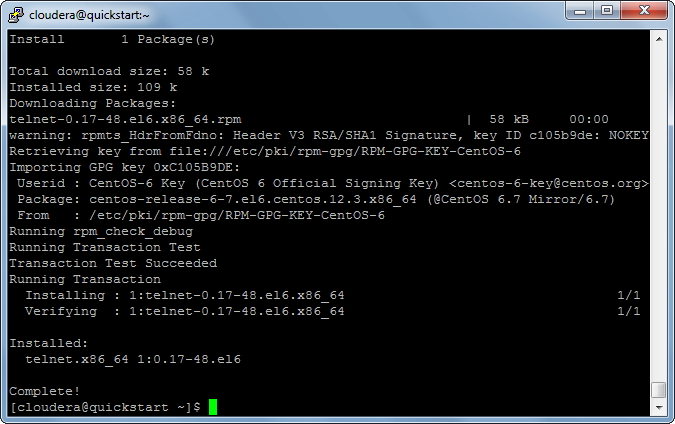 cloudera@quickstart:~
Install       1 Package(s)
Total download size: 58 k
Installed size: 109 k
Downloading Packages:
telnet-0.17-48.el6.x86_64.rpm                            |  58 kB     00:00
warning: rpmts_HdrFromFdno: Header V3 RSA/SHA1 Signature, key ID c105b9de: NOKEY
Retrieving key from file:///etc/pki/rpm-gpg/RPM-GPG-KEY-CentOS-6
Importing GPG key 0xC105B9DE:
 Userid : CentOS-6 Key (CentOS 6 Official Signing Key) <centos-6-key@centos.org>
 Package: centos-release-6-7.el6.centos.12.3.x86_64 (@CentOS 6.7 Mirror/6.7)
 From   : /etc/pki/rpm-gpg/RPM-GPG-KEY-CentOS-6
Running rpm_check_debug
Running Transaction Test
Transaction Test Succeeded
Running Transaction
  Installing : 1:telnet-0.17-48.el6.x86_64                                  1/1
  Verifying  : 1:telnet-0.17-48.el6.x86_64                                  1/1
Installed:
  telnet.x86_64 1:0.17-48.el6
Complete!
[cloudera@quickstart ~]$